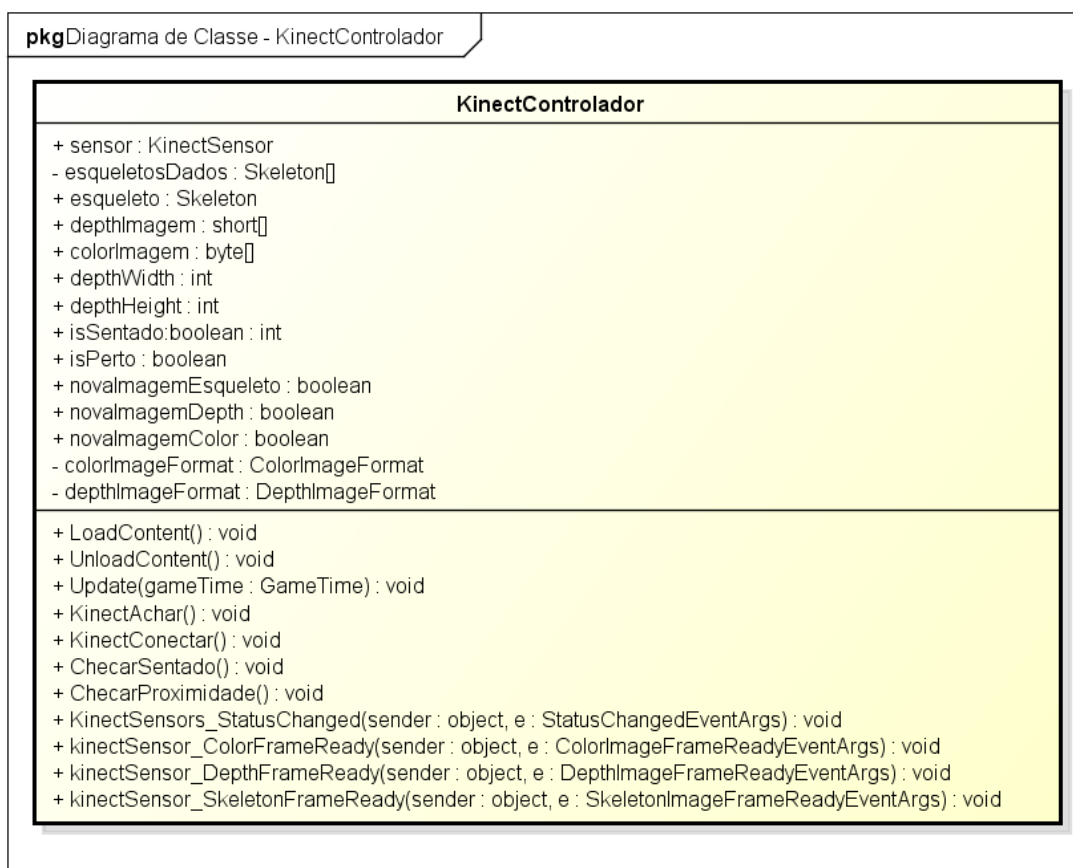 pkgDiagrama de Classe - KinectControlador
KinectControlador
+ sensor : KinectSensor
- esqueletosDados : Skeleton[]
+ esqueleto : Skeleton
+ depthImagem : short[]
+ colorImagem : byte[]
+ depthWidth : int
+ depthHeight : int
+ isSentado:boolean : int
+ isPerto : boolean
+ novaImagemEsqueleto : boolean
+ novaImagemDepth : boolean
+ novaImagemColor : boolean
- colorImageFormat : ColorImageFormat
- depthImageFormat : DepthImageFormat
+ LoadContent() : void
+ UnloadContent() : void
+ Update(gameTime : GameTime) : void
+ KinectAchar() : void
+ KinectConectar() : void
+ ChecarSentado() : void
+ ChecarProximidade() : void
+ KinectSensors_StatusChanged(sender : object, e : StatusChangedEventArgs) : void
+ kinectSensor_ColorFrameReady(sender : object, e : ColorImageFrameReadyEventArgs) : void
+ kinectSensor_DepthFrameReady(sender : object, e : DepthImageFrameReadyEventArgs) : void
+ kinectSensor_SkeletonFrameReady(sender : object, e : SkeletonImageFrameReadyEventArgs) : void